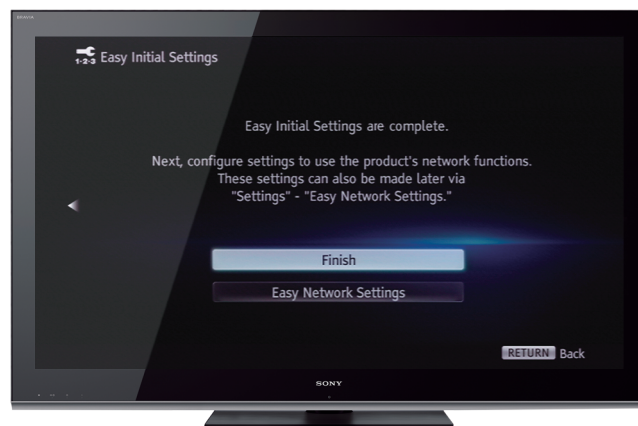 BRAVIA
1-2-3 Easy Initial Settings
Easy Initial Settings are complete.
Next, configure settings to use the product's network functions.
These settings can also be made later via
"Settings" - "Easy Network Settings."
Finish
Easy Network Settings
RETURN Back
SONY